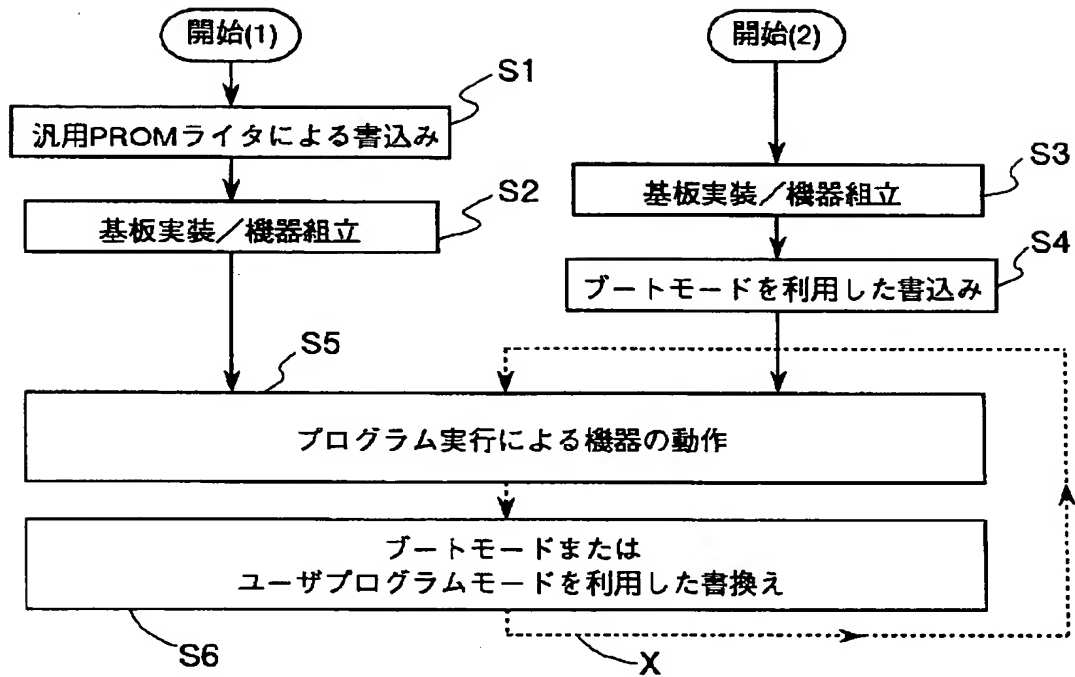 開始(1)
開始(2)
S1
汎用PROMライタによる書込み
S2
基板実装/機器組立
S3
基板実装/機器組立
S4
ブートモードを利用した書込み
S5
プログラム実行による機器の動作
ブートモードまたは
ユーザプログラムモードを利用した書換え
S6
X